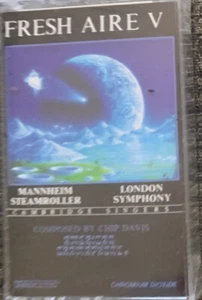 FRESH AIRE V
MANNHEIM LONDON
STEAMROLLER SYMPHONY
CAMBRIDGE SINGERS
COMPOSED BY CHIP DAVIS
CHROMIUM DIOXIDE